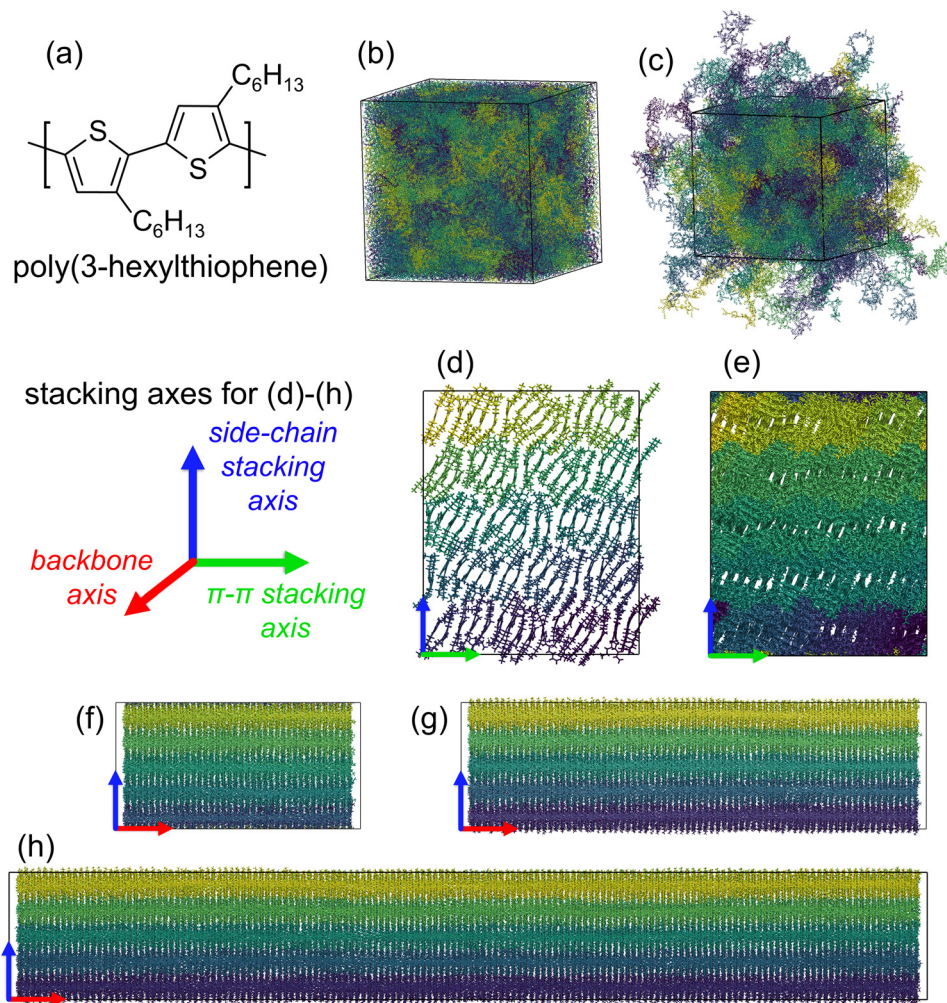 (a)
C₆H₁₃
S
S
C₆H₁₃
poly(3-hexylthiophene)
(b)
(c)
stacking axes for (d)-(h)
side-chain
stacking
axis
backbone
axis
π-π stacking
axis
(d)
(e)
(f)
(g)
(h)